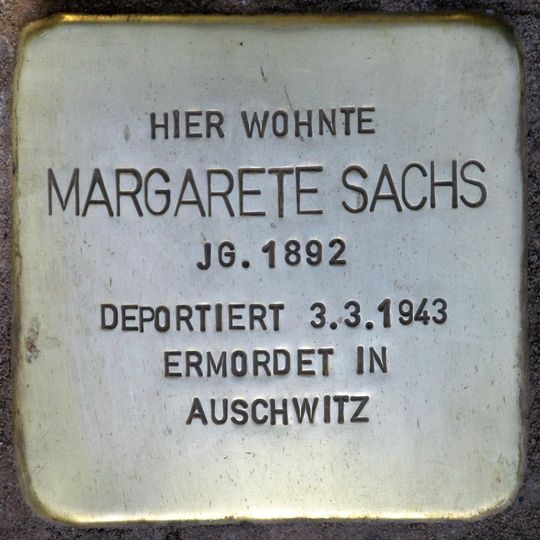 HIER WOHNTE
MARGARETE SACHS
JG. 1892
DEPORTIERT 3.3.1943
ERMORDET IN
AUSCHWITZ